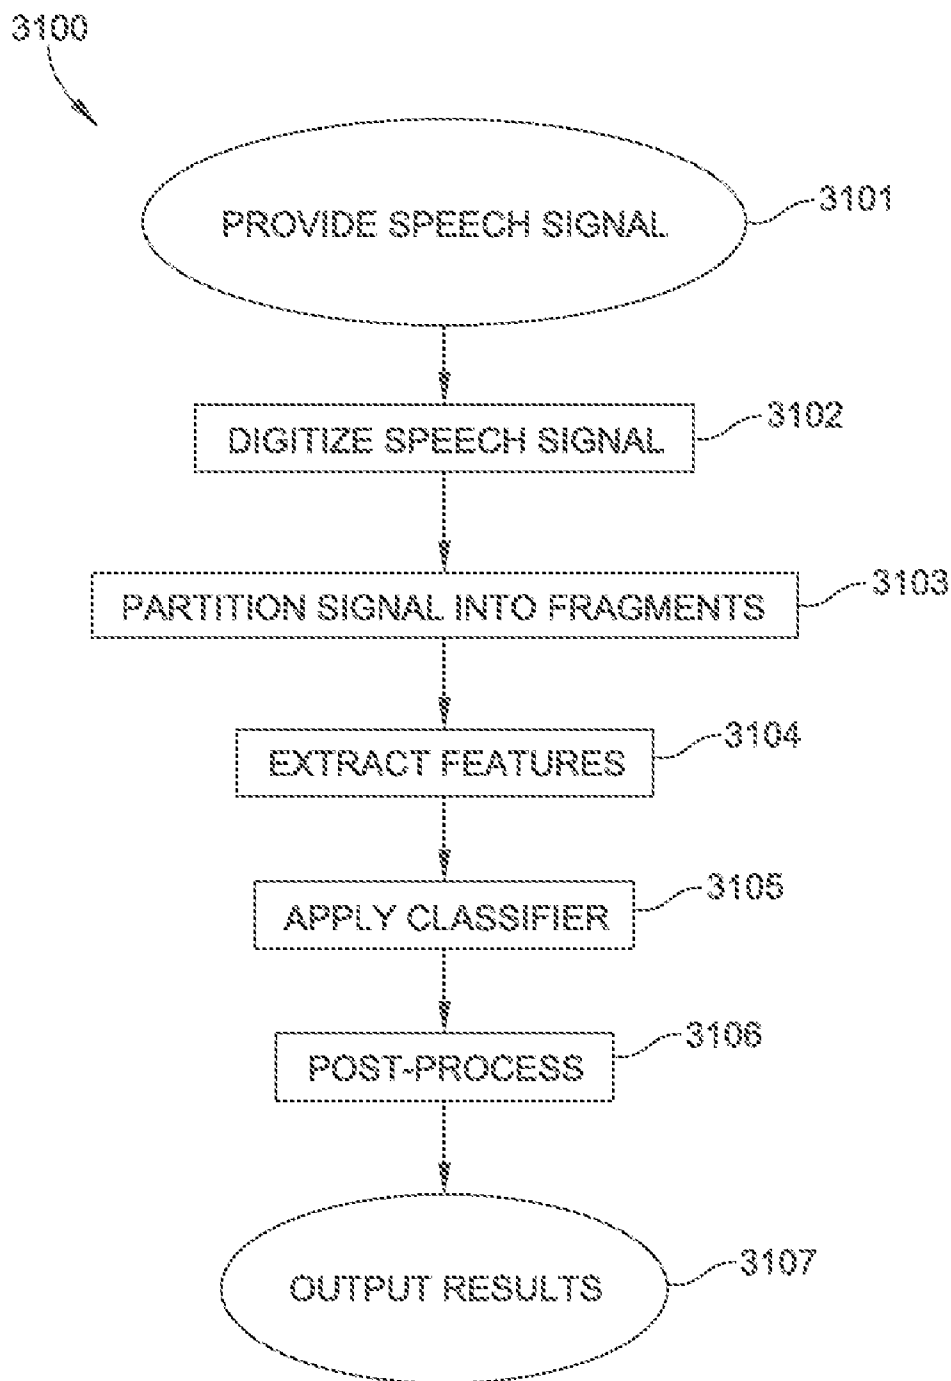 3100
PROVIDE SPEECH SIGNAL
3101
DIGITIZE SPEECH SIGNAL
3102
PARTITION SIGNAL INTO FRAGMENTS
3103
EXTRACT FEATURES
3104
APPLY CLASSIFIER
3105
POST-PROCESS
3106
OUTPUT RESULTS
3107